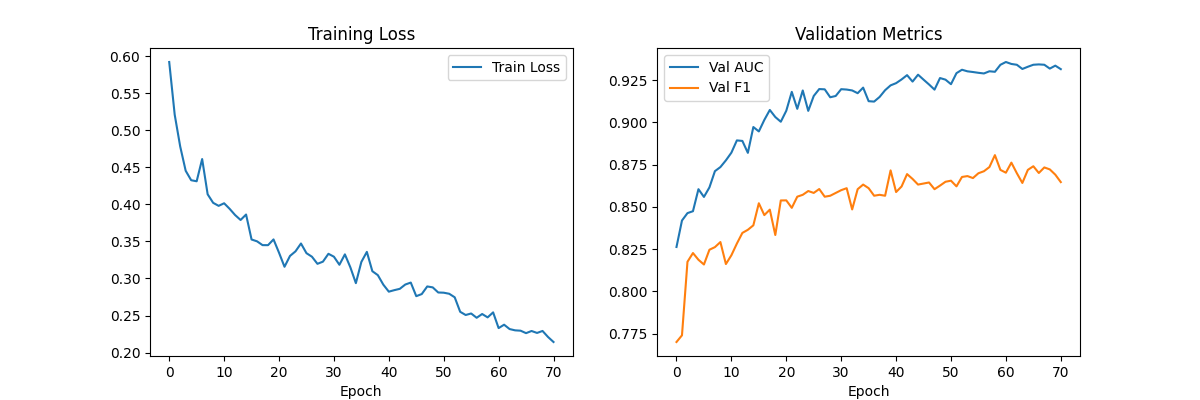 Training Loss
0.60
0.55
0.50
0.45
0.40
0.35
0.30
0.25
0.20
0 10 20 30 40 50 60 70
Epoch
Train Loss
Validation Metrics
0.925
0.900
0.875
0.850
0.825
0.800
0.775
0 10 20 30 40 50 60 70
Epoch
Val AUC
Val F1